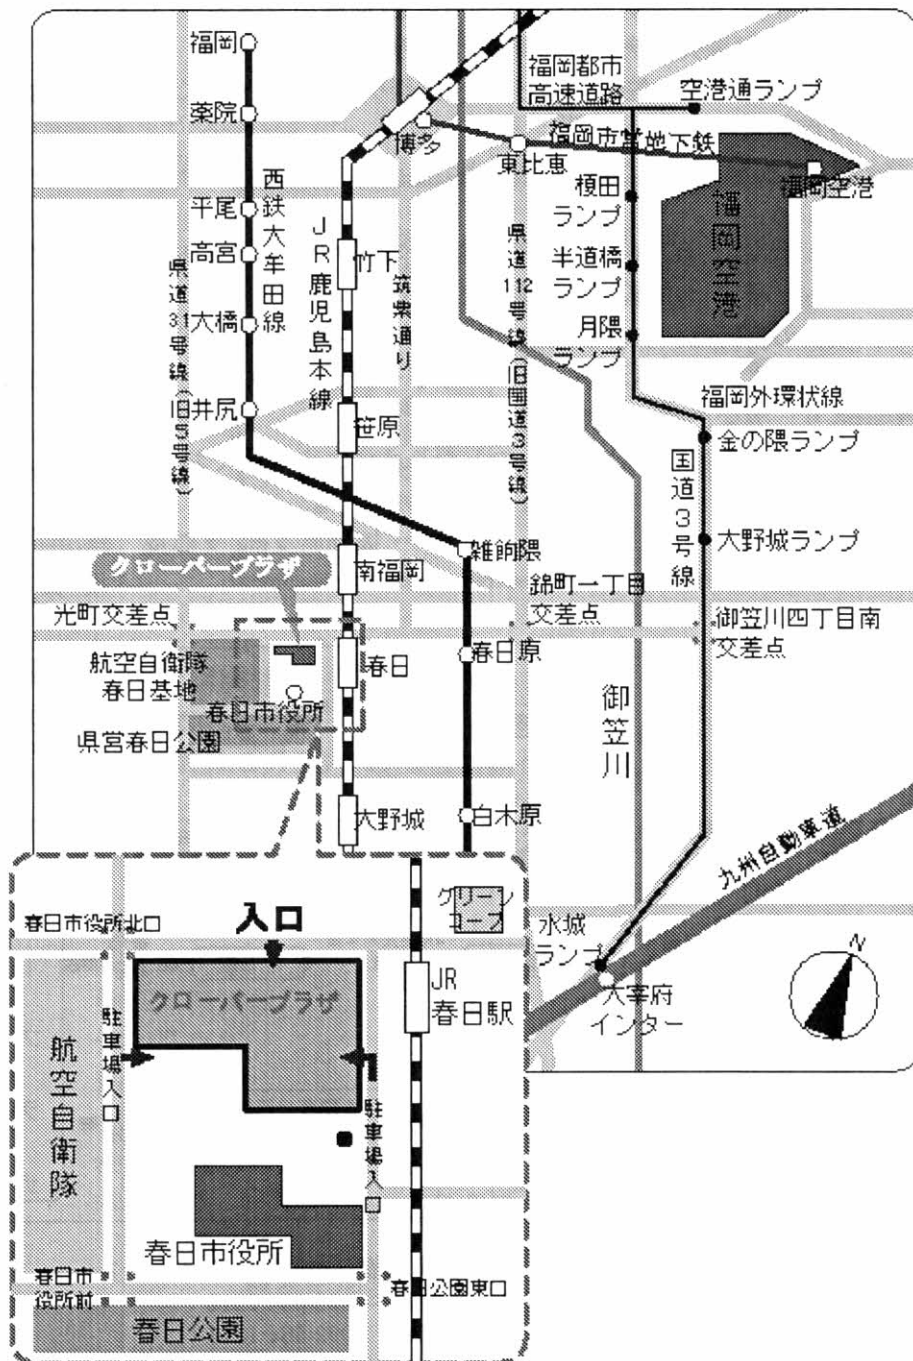 福岡
薬院
平尾
高宮
大橋
井尻
西鉄大牟田線
県道31号線(旧3号線)
JR鹿児島本線
博多
竹下
笹原
南福岡
春日
大野城
筑紫通り
福岡都市
高速道路
空港通ランプ
福岡市営地下鉄
東比恵
福岡空港
福岡空港
榎田
ランプ
半道橋
ランプ
月隈
ランプ
県道112号線(旧国道3号線)
福岡外環状線
金の隈ランプ
国道3号線
大野城ランプ
雑餉隈
春日原
白木原
クローバープラザ
光町交差点
錦町一丁目
交差点
御笠川四丁目南
交差点
航空自衛隊
春日基地
春日市役所
県営春日公園
御笠川
九州自動車道
水城
ランプ
太宰府
インター
N
春日市役所北口
入口
グリーン
コープ
クローバープラザ
JR
春日駅
航空自衛隊
駐車場入口
駐車場入口
春日市役所
春日市
役所前
春日公園東口
春日公園